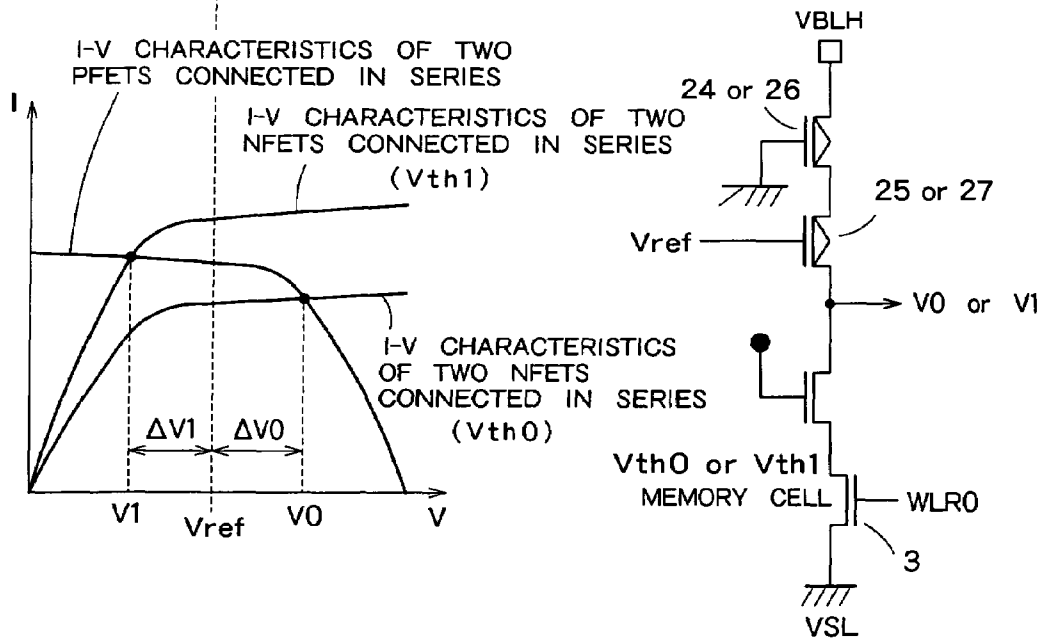 I-V CHARACTERISTICS OF TWO
PFETS CONNECTED IN SERIES
I
I-V CHARACTERISTICS OF TWO
NFETS CONNECTED IN SERIES
(Vth1)
I-V CHARACTERISTICS
OF TWO NFETS
CONNECTED IN SERIES
(Vth0)
ΔV1
ΔV0
V1
Vref
V0
V
VBLH
24 or 26
25 or 27
Vref
V0 or V1
Vth0 or Vth1
MEMORY CELL
WLR0
3
VSL